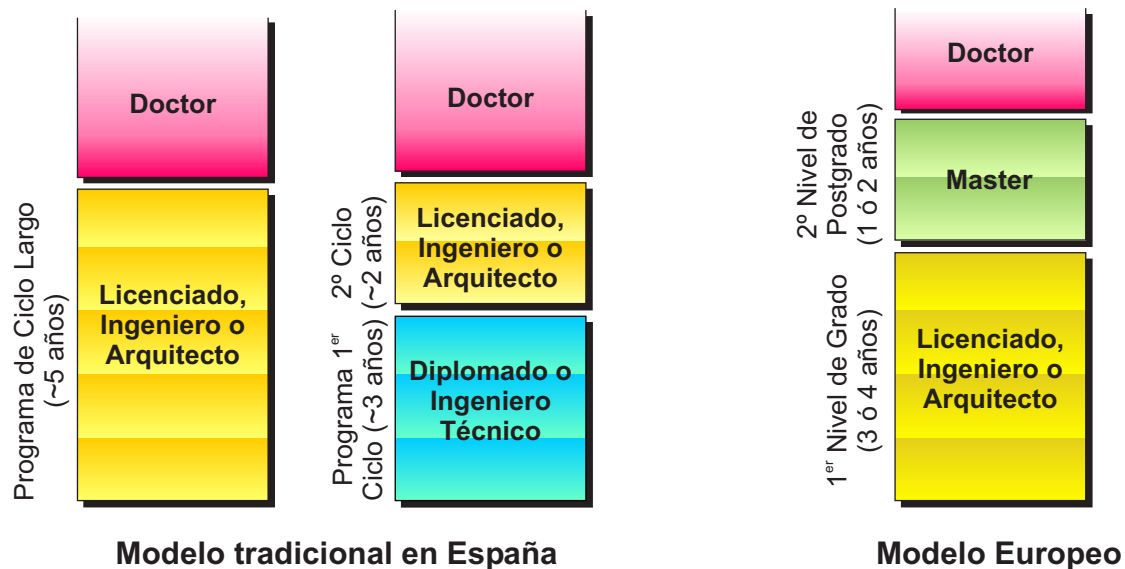 Doctor
Programa de Ciclo Largo
(~5 años)
Licenciado,
Ingeniero o
Arquitecto
Doctor
2º Ciclo
(~2 años)
Licenciado,
Ingeniero o
Arquitecto
Programa 1er
Ciclo (~3 años)
Diplomado o
Ingeniero
Técnico
Modelo tradicional en España
Doctor
2º Nivel de
Postgrado
(1 ó 2 años)
Master
1er Nivel de Grado
(3 ó 4 años)
Licenciado,
Ingeniero o
Arquitecto
Modelo Europeo